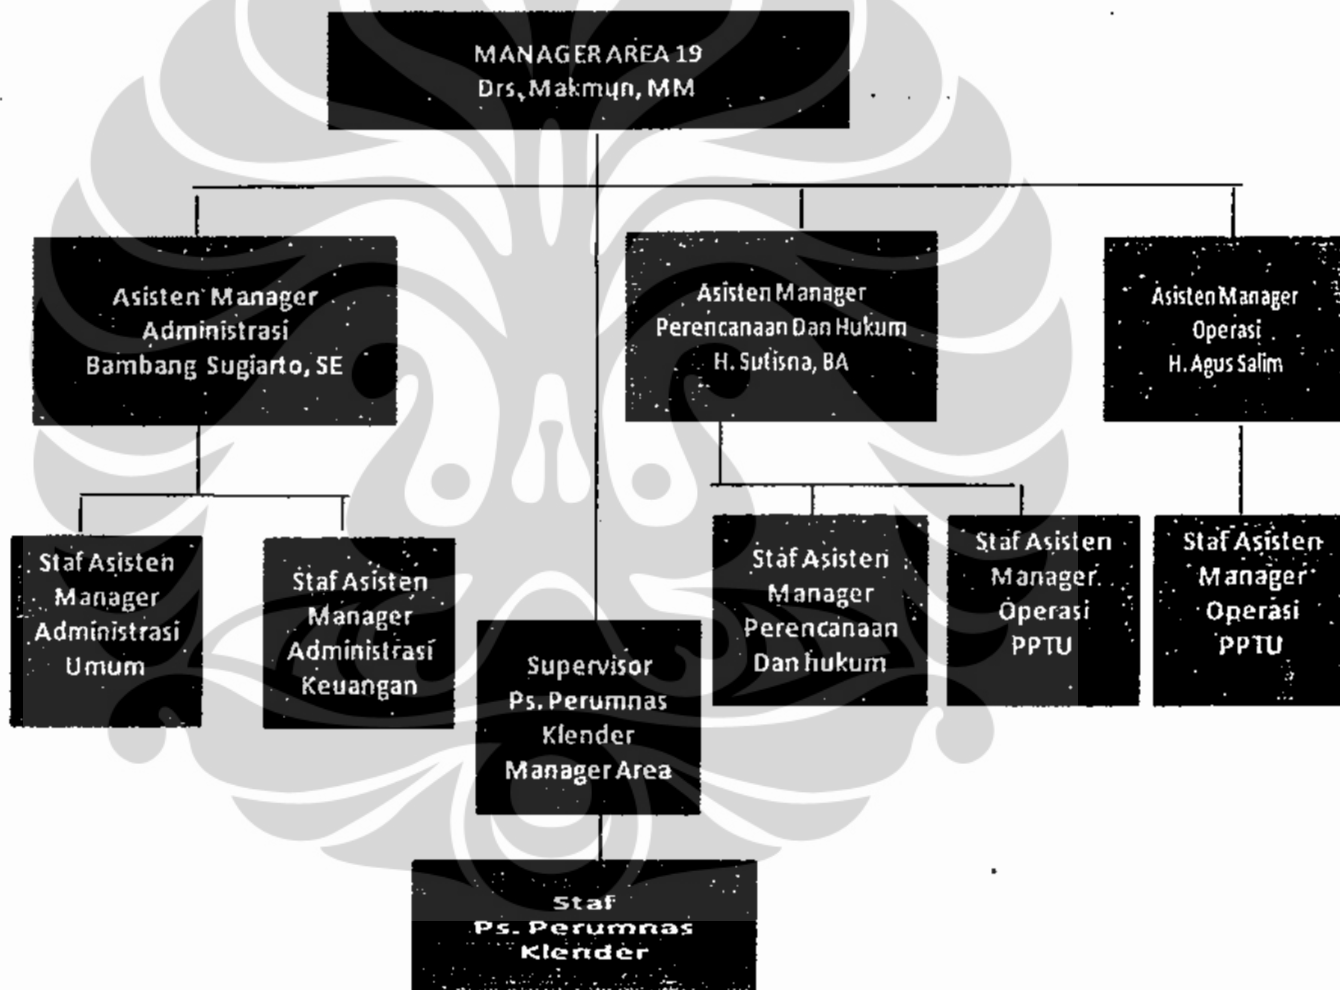 MANAGER AREA 19
Drs, Makmun, MM
Asisten Manager
Administrasi
Bambang Sugiarto, SE
Asisten Manager
Perencanaan Dan Hukum
H. Sutisna, BA
Asisten Manager
Operasi
H. Agus Salim
Staf Asisten
Manager
Administrasi
Umum
Staf Asisten
Manager
Administrasi
Keuangan
Supervisor
Ps. Perumnas
Klender
Manager Area
Staf Asisten
Manager
Perencanaan
Dan hukum
Staf Asisten
Manager
Operasi
PPTU
Staf Asisten
Manager
Operasi
PPTU
Staf
Ps. Perumnas
Klender